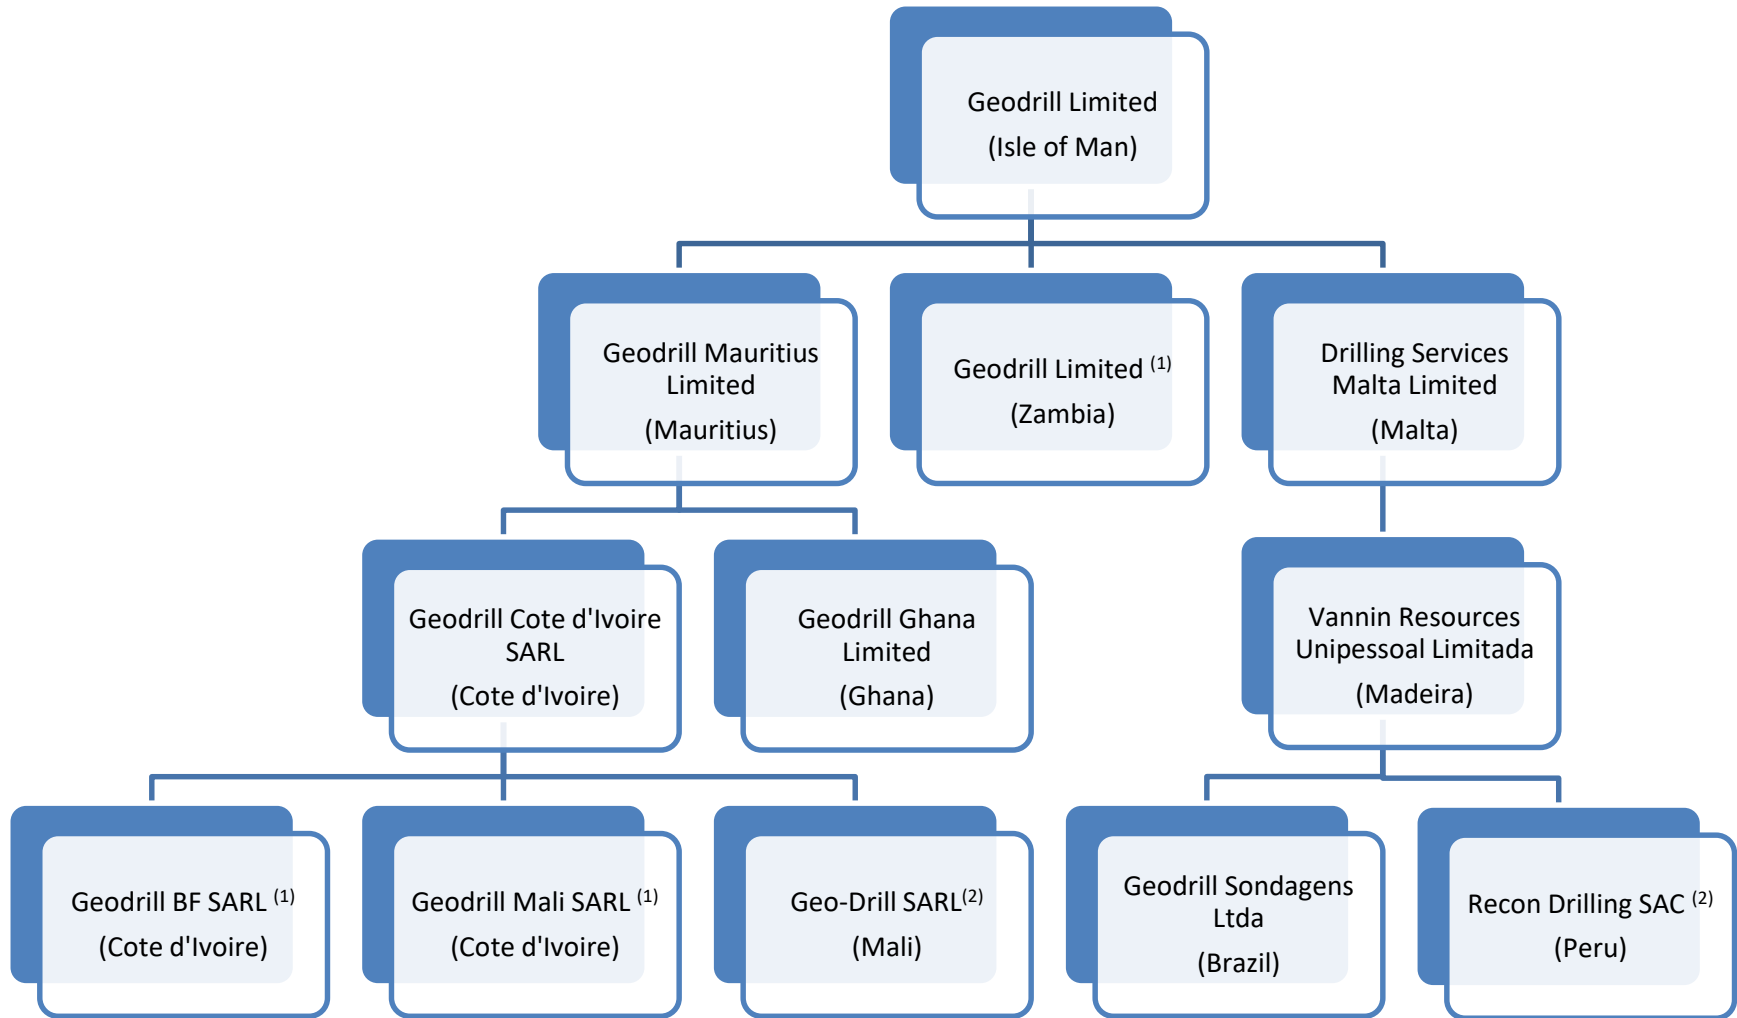 Geodrill Limited
(Isle of Man)
Geodrill Mauritius
Limited
(Mauritius)
Geodrill Limited (1)
(Zambia)
Drilling Services
Malta Limited
(Malta)
Geodrill Cote d'Ivoire
SARL
(Cote d'Ivoire)
Geodrill Ghana
Limited
(Ghana)
Vannin Resources
Unipessoal Limitada
(Madeira)
Geodrill BF SARL (1)
(Cote d'Ivoire)
Geodrill Mali SARL (1)
(Cote d'Ivoire)
Geo-Drill SARL(2)
(Mali)
Geodrill Sondagens
Ltda
(Brazil)
Recon Drilling SAC (2)
(Peru)